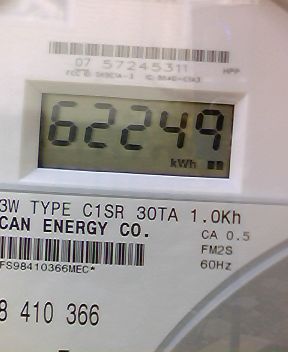 07 57245311
HPP
62249
kWh
3W TYPE C1SR 30TA 1.0Kh
CAN ENERGY CO.
CA 0.5
FM2S
FS98410366MEC*
60Hz
8 410 366